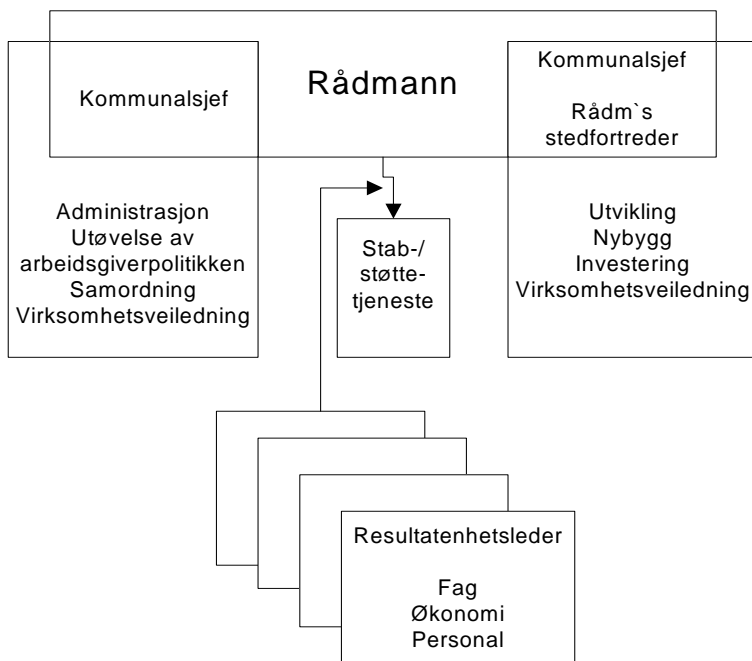 Rådmann
Kommunalsjef
Administrasjon
Utøvelse av
arbeidsgiverpolitikken
Samordning
Virksomhetsveiledning
Kommunalsjef
Rådm`s
stedfortreder
Utvikling
Nybygg
Investering
Virksomhetsveiledning
Stab-/
støtte-
tjeneste
Resultatenhetsleder
Fag
Økonomi
Personal